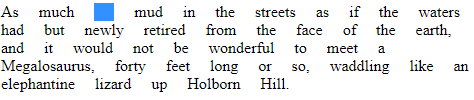 As much mud in the streets as if the waters
had but newly retired from the face of the earth,
and it would not be wonderful to meet a
Megalosaurus, forty feet long or so, waddling like an
elephantine lizard up Holborn Hill.